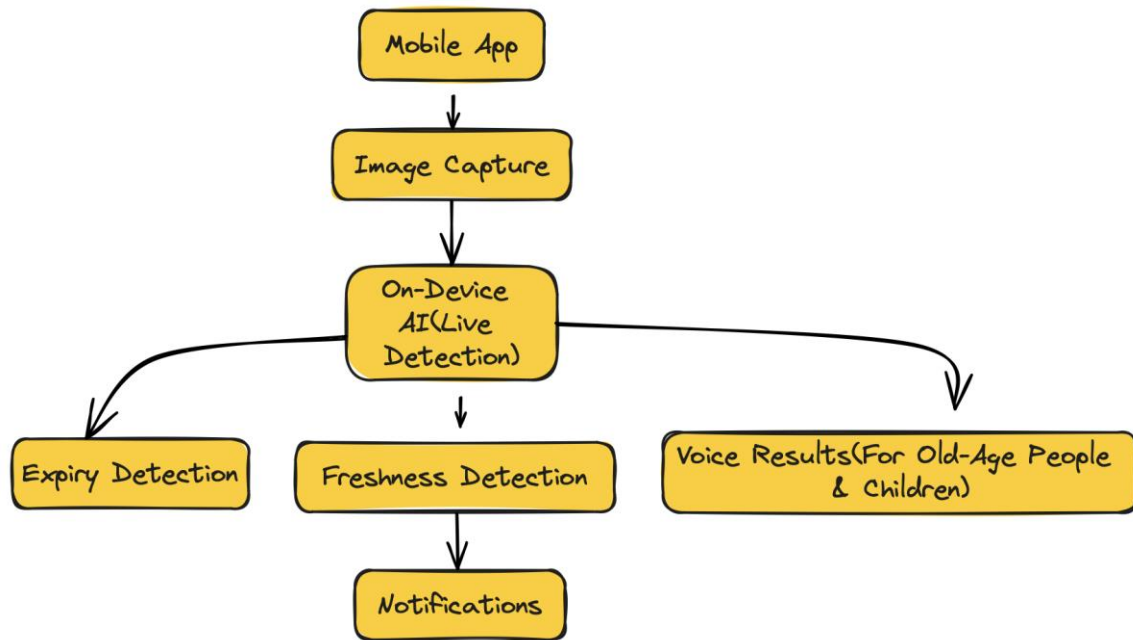 Mobile App
Image Capture
On-Device
AI(Live
Detection)
Expiry Detection
Freshness Detection
Voice Results(For Old-Age People
& Children)
Notifications